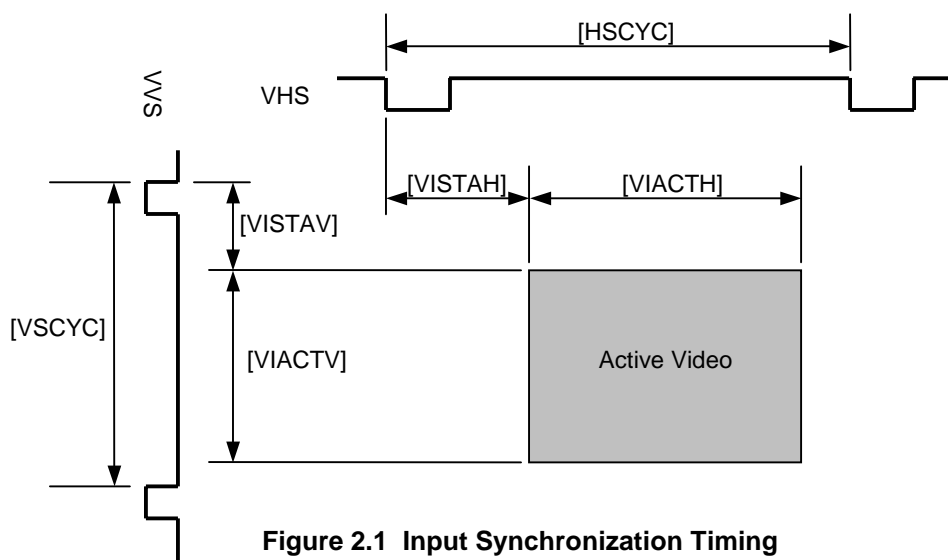 [HSCYC]
VVS
VHS
[VISTAH]
[VIACTH]
[VISTAV]
[VSCYC]
[VIACTV]
Active Video
Figure 2.1 Input Synchronization Timing